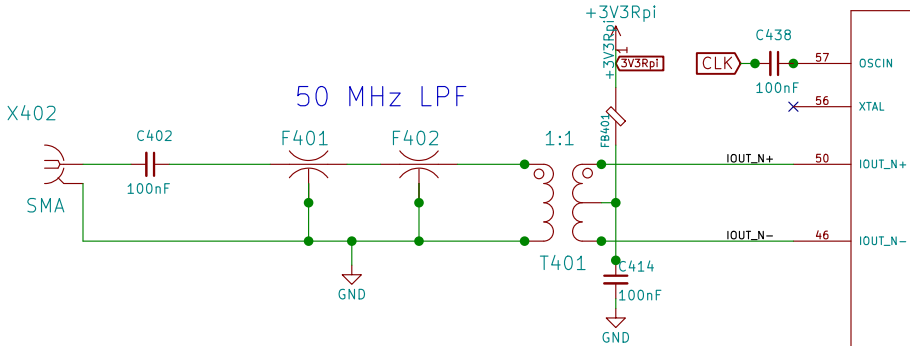 +3V3Rpi
+3V3Rpi
1
3V3Rpi
C438
CLK
57
OSCIN
100nF
56
XTAL
50 MHz LPF
X402
C402
F401
F402
1:1
FB401
IOUT_N+
50
IOUT_N+
100nF
SMA
IOUT_N-
46
IOUT_N-
T401
C414
100nF
GND
GND